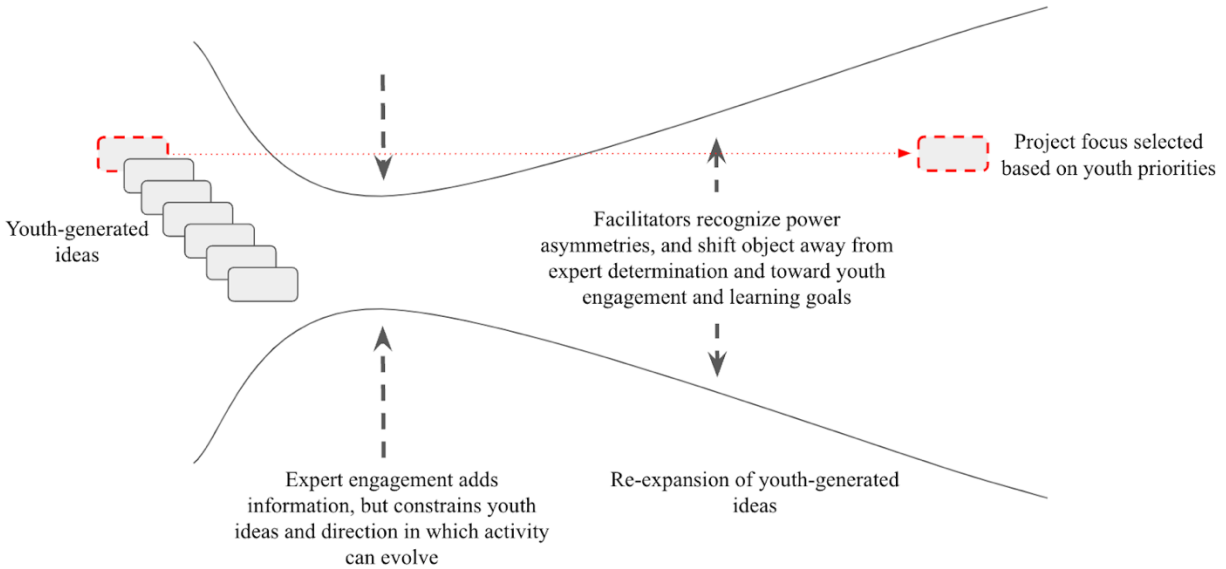 Youth-generated
ideas
Expert engagement adds
information, but constrains youth
ideas and direction in which activity
can evolve
Facilitators recognize power
asymmetries, and shift object away from
expert determination and toward youth
engagement and learning goals
Re-expansion of youth-generated
ideas
Project focus selected
based on youth priorities